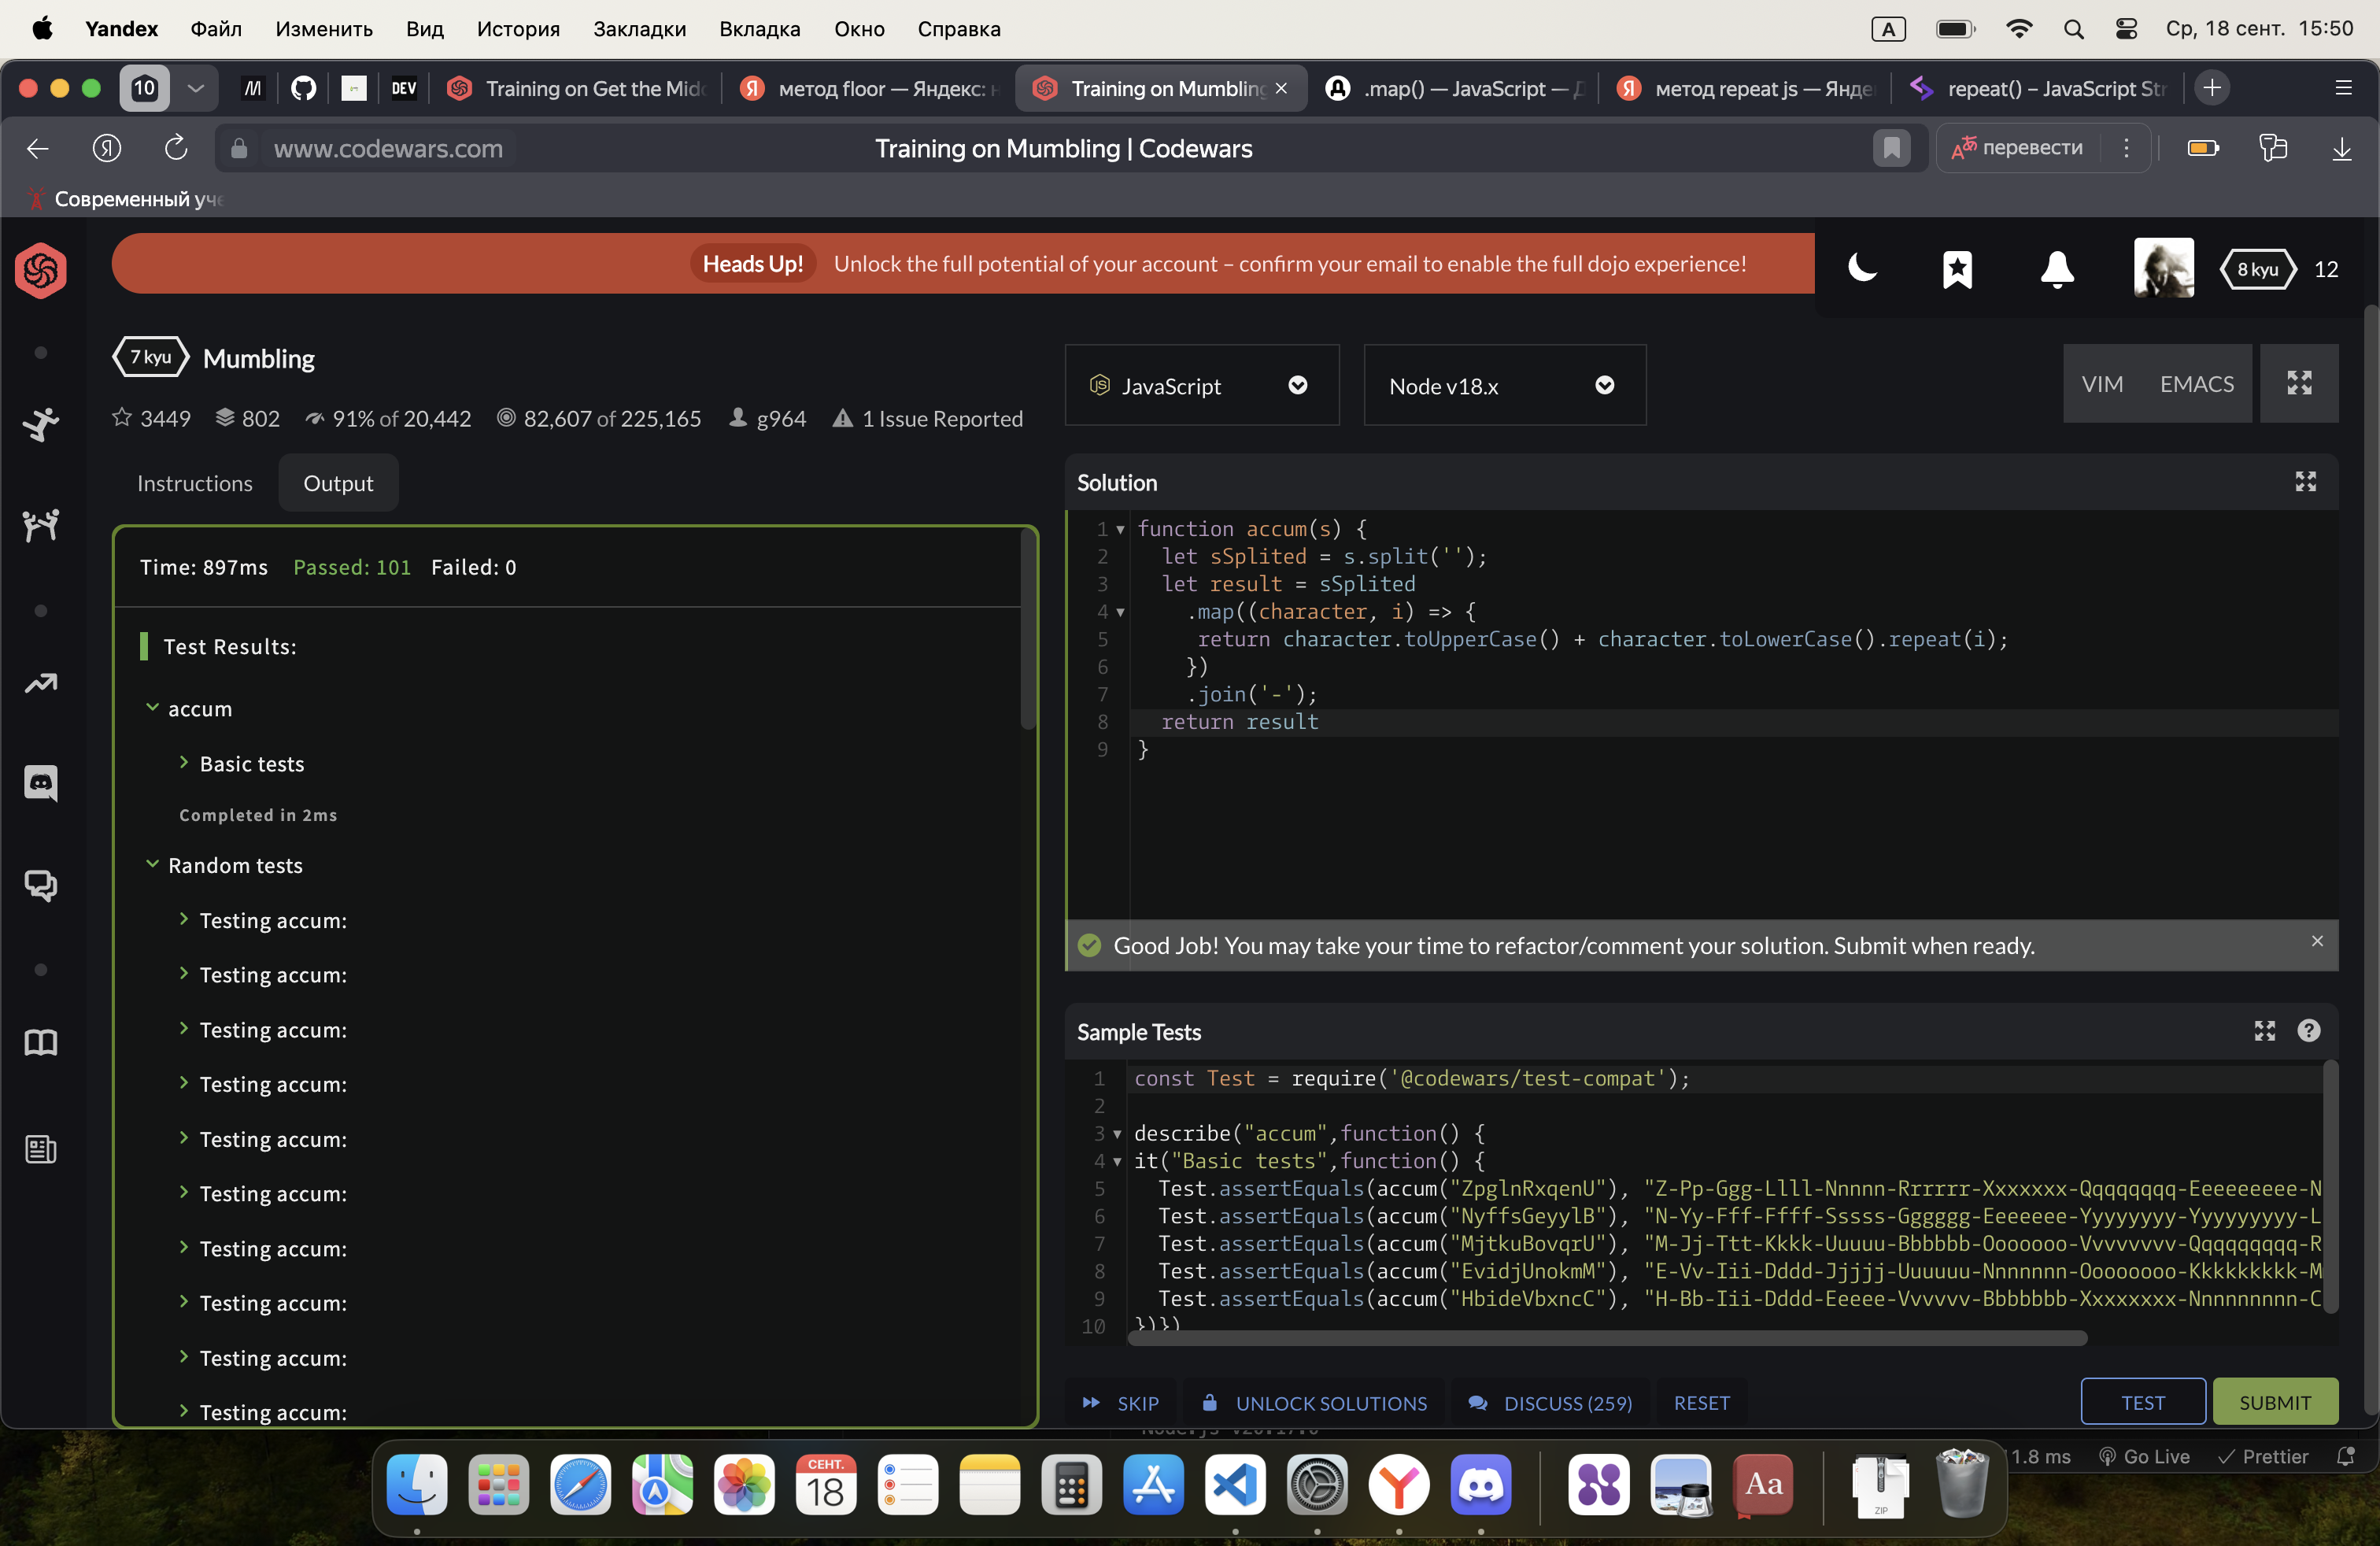 Yandex Файл Изменить Вид История Закладки Вкладка Окно Справка A Ср, 18 сент. 15:50
10 DEV Training on Get the Midd метод floor — Яндекс: н Training on Mumbling .map() — JavaScript — Д метод repeat js — Янде repeat() – JavaScript Str
www.codewars.com Training on Mumbling | Codewars перевести
Современный уче
Heads Up! Unlock the full potential of your account – confirm your email to enable the full dojo experience! 8 kyu 12
7 kyu Mumbling
3449 802 91% of 20,442 82,607 of 225,165 g964 1 Issue Reported
JavaScript Node v18.x VIM EMACS
Instructions Output
Time: 897ms Passed: 101 Failed: 0
Test Results:
accum
Basic tests
Completed in 2ms
Random tests
Testing accum:
Testing accum:
Testing accum:
Testing accum:
Testing accum:
Testing accum:
Testing accum:
Testing accum:
Testing accum:
Testing accum:
Solution
1 function accum(s) {
2 let sSplited = s.split('');
3 let result = sSplited
4 .map((character, i) => {
5 return character.toUpperCase() + character.toLowerCase().repeat(i);
6 })
7 .join('-');
8 return result
9 }
Good Job! You may take your time to refactor/comment your solution. Submit when ready.
Sample Tests
1 const Test = require('@codewars/test-compat');
2
3 describe("accum",function() {
4 it("Basic tests",function() {
5 Test.assertEquals(accum("ZpglnRxqenU"), "Z-Pp-Ggg-Llll-Nnnnn-Rrrrrr-Xxxxxxx-Qqqqqqqq-Eeeeeeeee-N
6 Test.assertEquals(accum("NyffsGeyylB"), "N-Yy-Fff-Ffff-Sssss-Gggggg-Eeeeeee-Yyyyyyyy-Yyyyyyyyy-L
7 Test.assertEquals(accum("MjtkuBovqrU"), "M-Jj-Ttt-Kkkk-Uuuuu-Bbbbbb-Ooooooo-Vvvvvvvv-Qqqqqqqqq-R
8 Test.assertEquals(accum("EvidjUnokmM"), "E-Vv-Iii-Dddd-Jjjjj-Uuuuuu-Nnnnnnn-Oooooooo-Kkkkkkkkk-M
9 Test.assertEquals(accum("HbideVbxncC"), "H-Bb-Iii-Dddd-Eeeee-Vvvvvv-Bbbbbbb-Xxxxxxxx-Nnnnnnnnn-C
10 })})
SKIP UNLOCK SOLUTIONS DISCUSS (259) RESET TEST SUBMIT
1.8 ms Go Live Prettier
СЕНТ.
18
Aa
ZIP